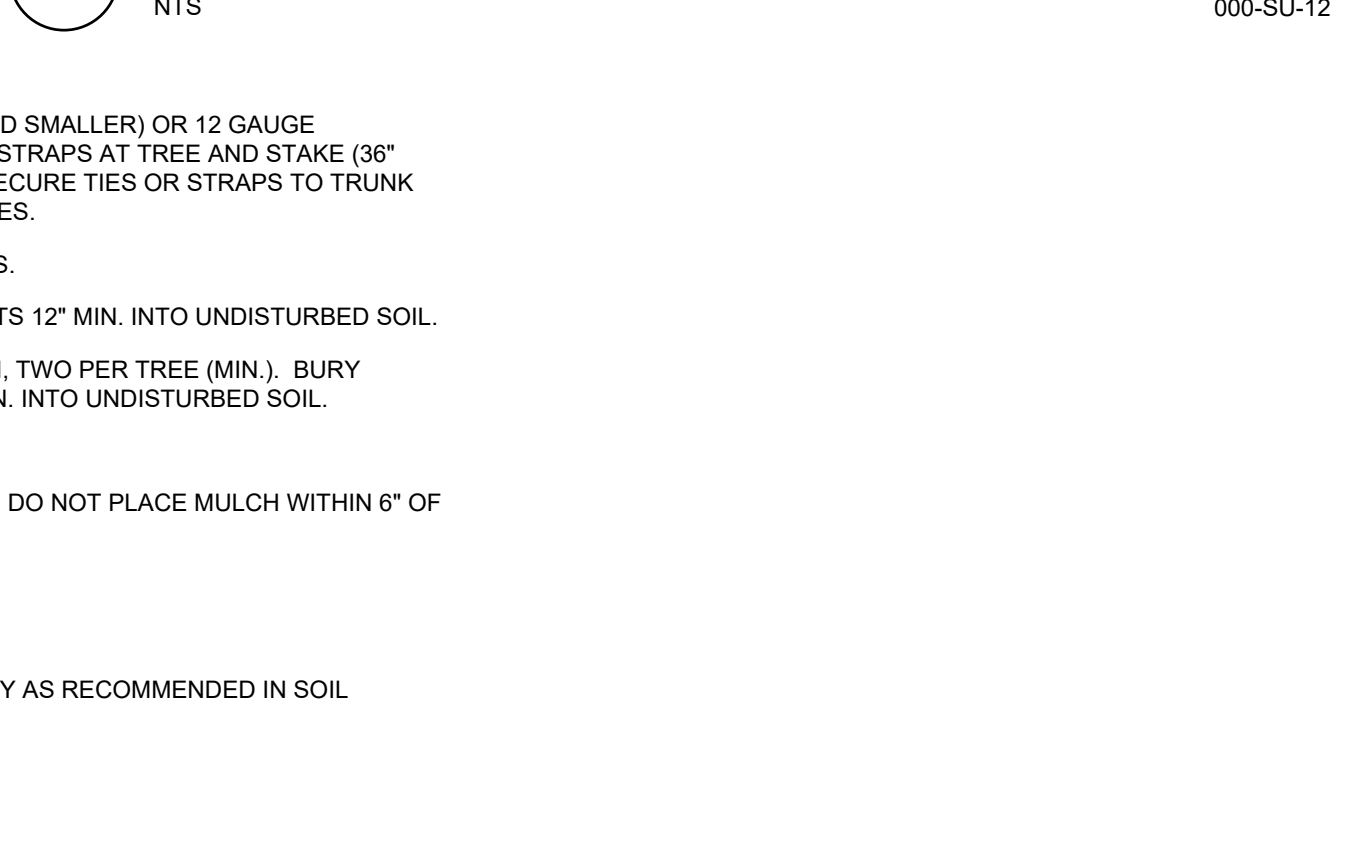 NTS
000-SU-12
D SMALLER) OR 12 GAUGE
STRAPS AT TREE AND STAKE (36"
ECURE TIES OR STRAPS TO TRUNK
ES.
S.
TS 12" MIN. INTO UNDISTURBED SOIL.
, TWO PER TREE (MIN.).  BURY
N. INTO UNDISTURBED SOIL.
DO NOT PLACE MULCH WITHIN 6" OF
Y AS RECOMMENDED IN SOIL